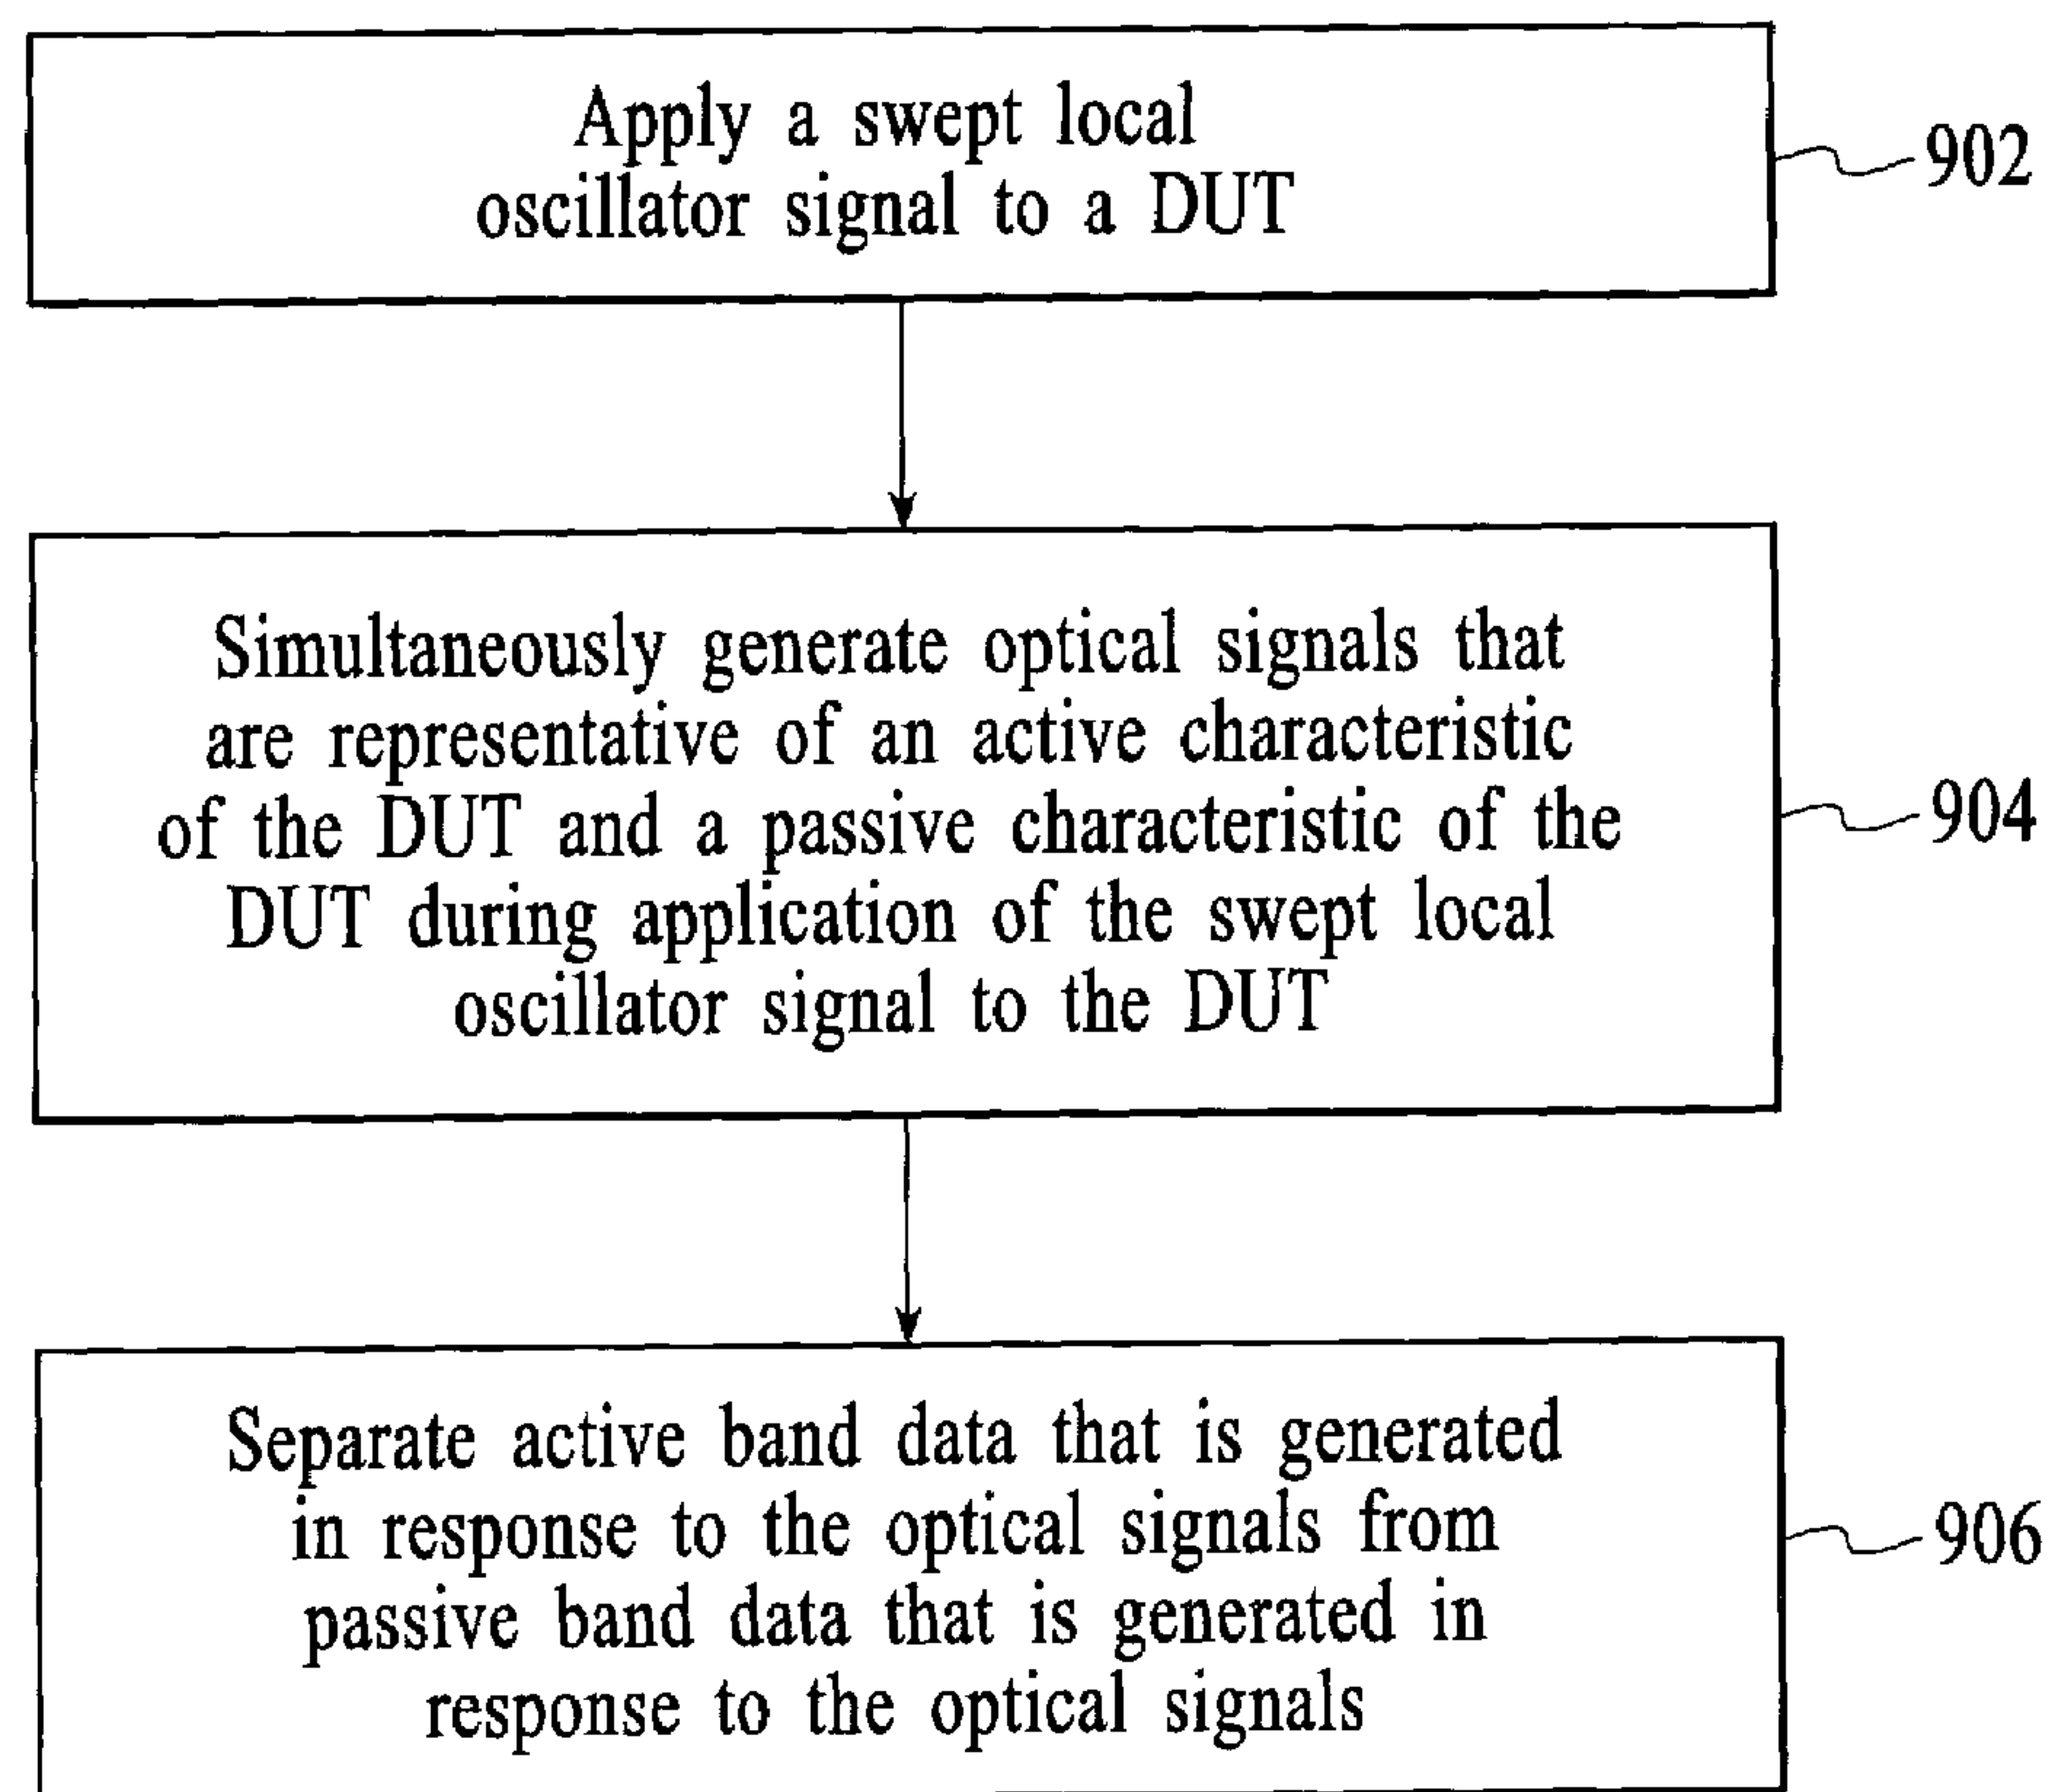 Apply a swept local
oscillator signal to a DUT
902
Simultaneously generate optical signals that
are representative of an active characteristic
of the DUT and a passive characteristic of the
DUT during application of the swept local
oscillator signal to the DUT
904
Separate active band data that is generated
in response to the optical signals from
passive band data that is generated in
response to the optical signals
906